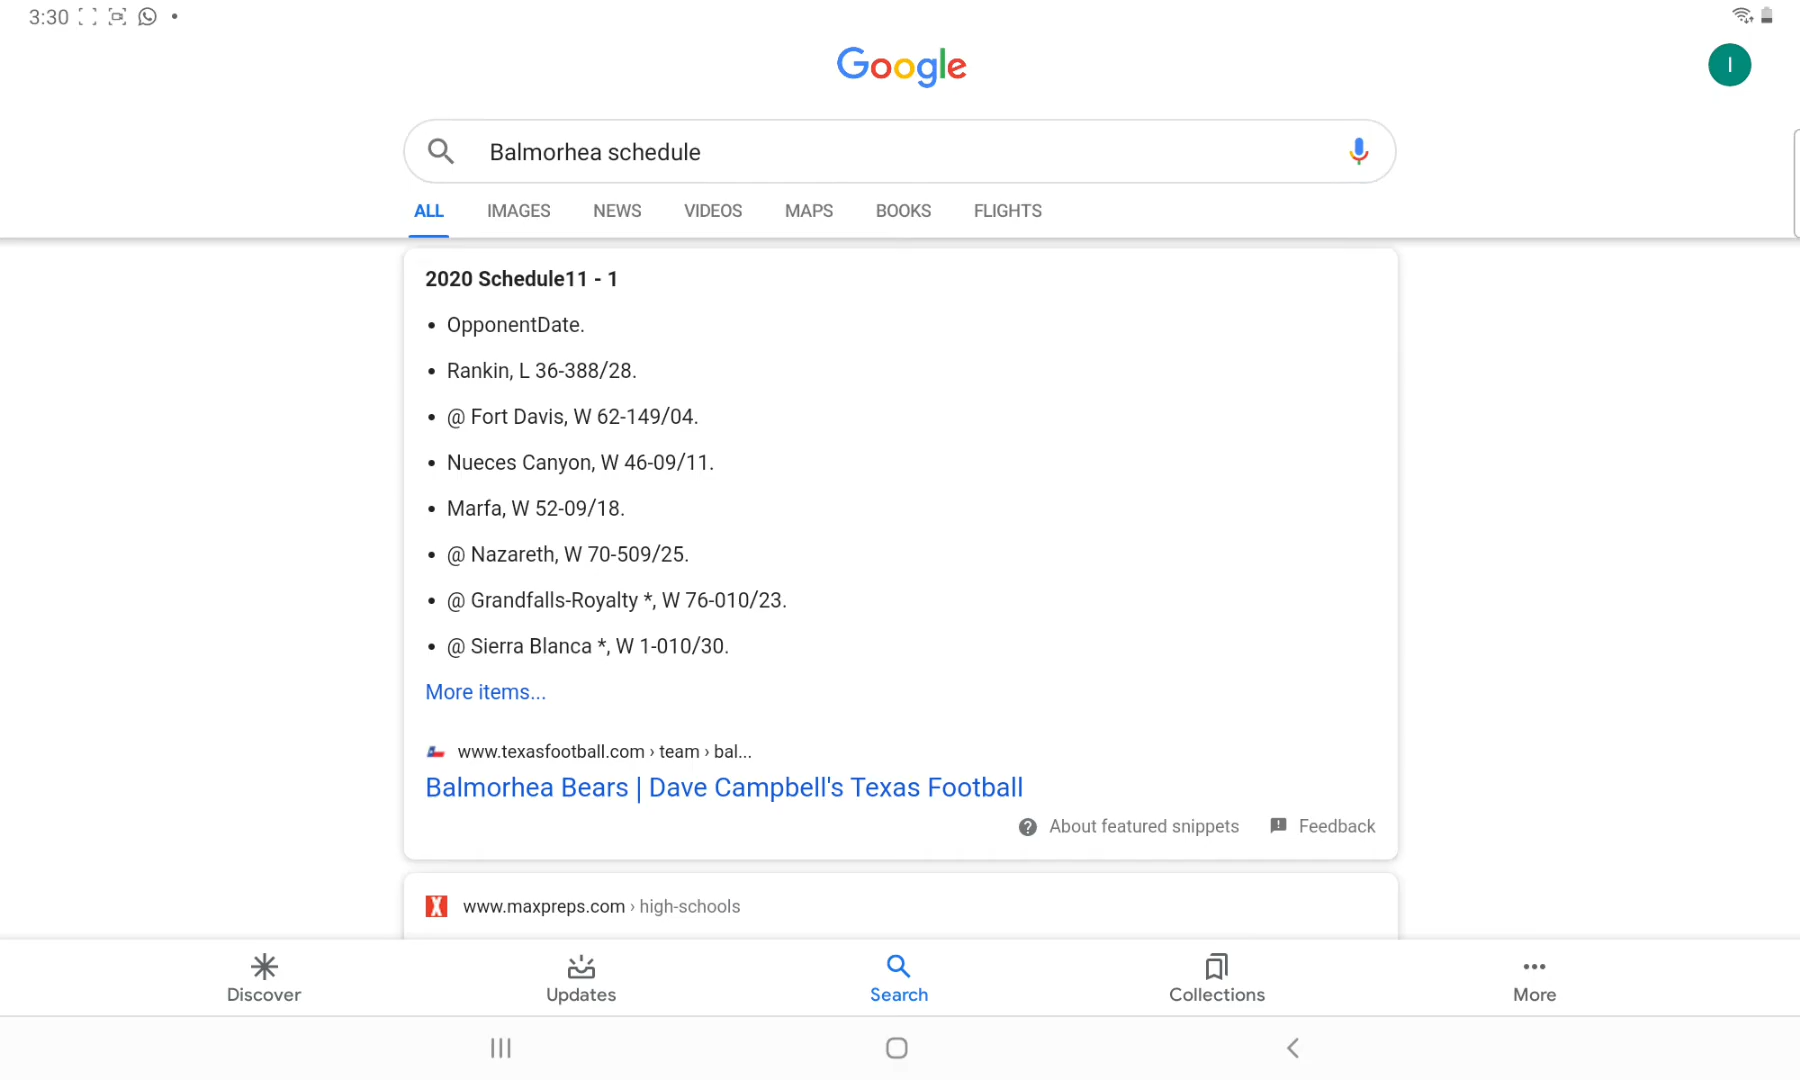 3:30
Google
I
Balmorhea schedule
ALL IMAGES NEWS VIDEOS MAPS BOOKS FLIGHTS
2020 Schedule11 - 1
• OpponentDate.
• Rankin, L 36-388/28.
• @ Fort Davis, W 62-149/04.
• Nueces Canyon, W 46-09/11.
• Marfa, W 52-09/18.
• @ Nazareth, W 70-509/25.
• @ Grandfalls-Royalty *, W 76-010/23.
• @ Sierra Blanca *, W 1-010/30.
More items...
www.texasfootball.com › team › bal...
Balmorhea Bears | Dave Campbell's Texas Football
About featured snippets Feedback
www.maxpreps.com › high-schools
Discover Updates Search Collections More